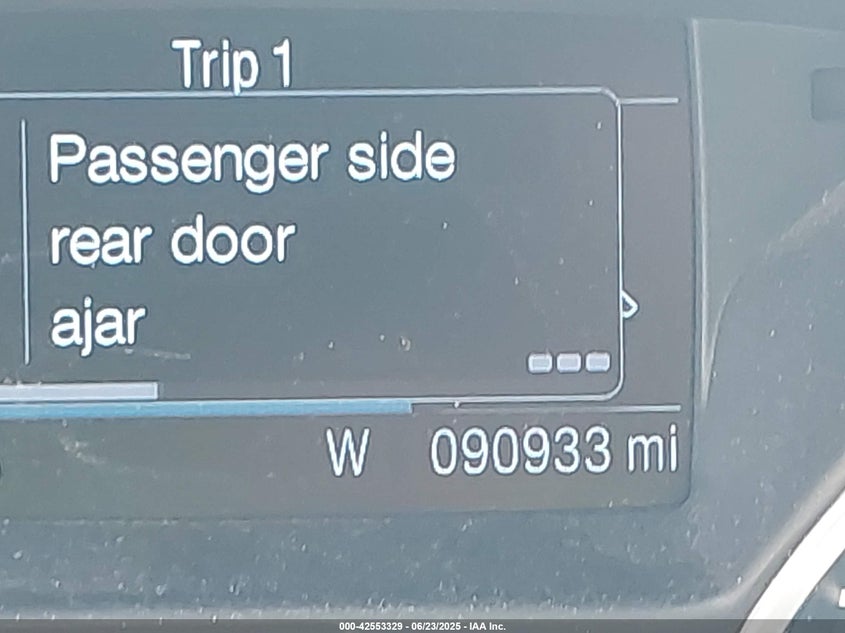 Trip 1
Passenger side
rear door
ajar
W 090933 mi
000-42553329 - 06/23/2025 - IAA Inc.